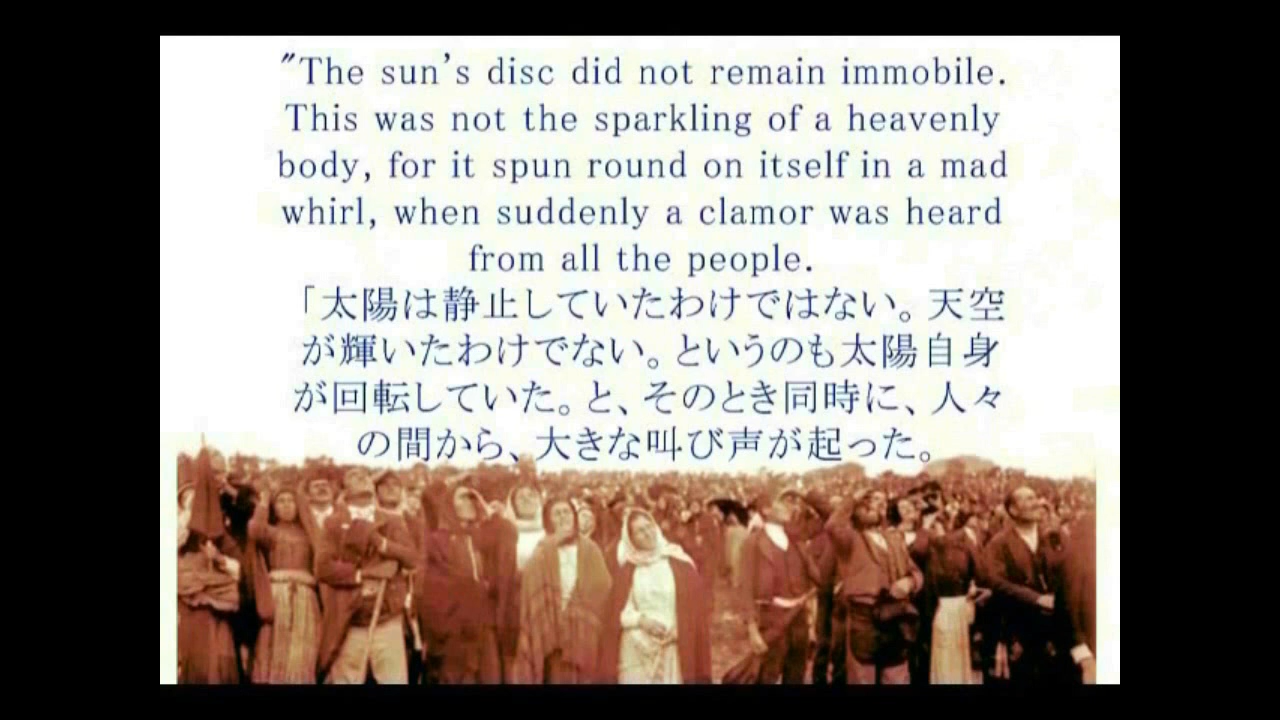 "The sun's disc did not remain immobile.
This was not the sparkling of a heavenly
body, for it spun round on itself in a mad
whirl, when suddenly a clamor was heard
from all the people.
「太陽は静止していたわけではない。天空
が輝いたわけでない。というのも太陽自身
が回転していた。と、そのとき同時に、人々
の間から、大きな叫び声が起った。